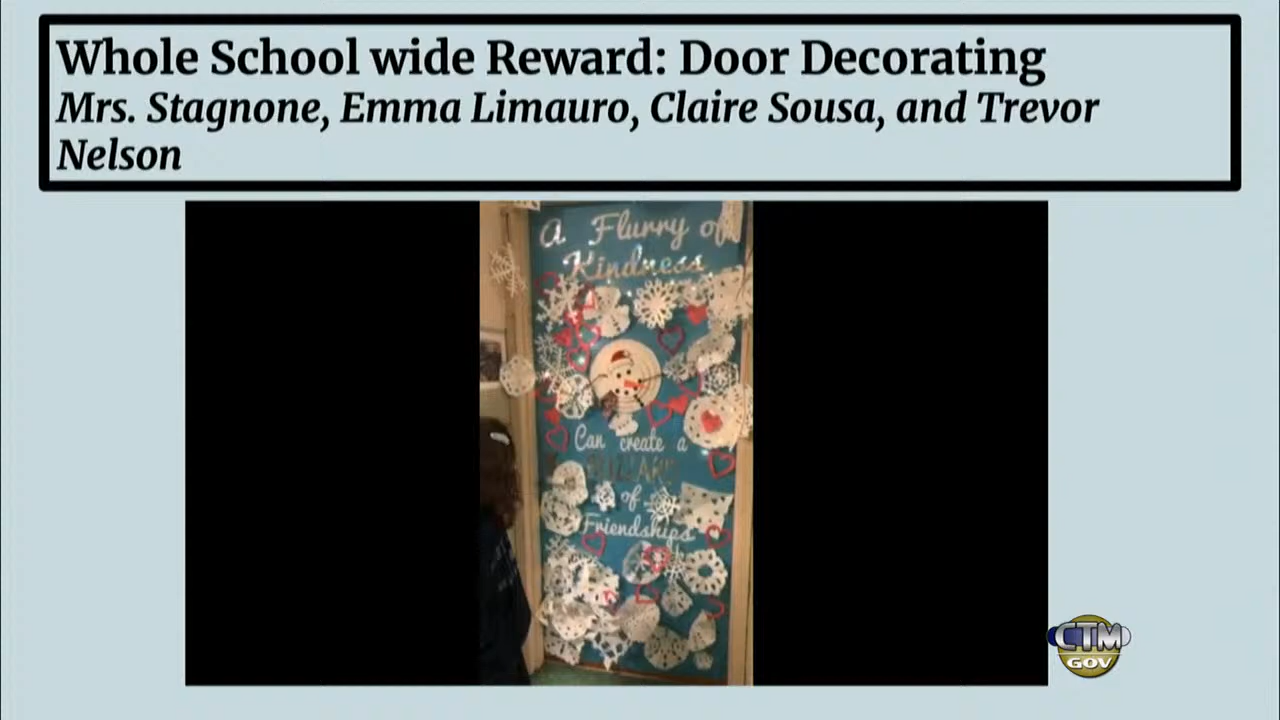 Whole School wide Reward: Door Decorating
Mrs. Stagnone, Emma Limauro, Claire Sousa, and Trevor
Nelson
A Flurry of
Kindness
Can create a
BLIZZARD
of
Friendships
CTM
GOV